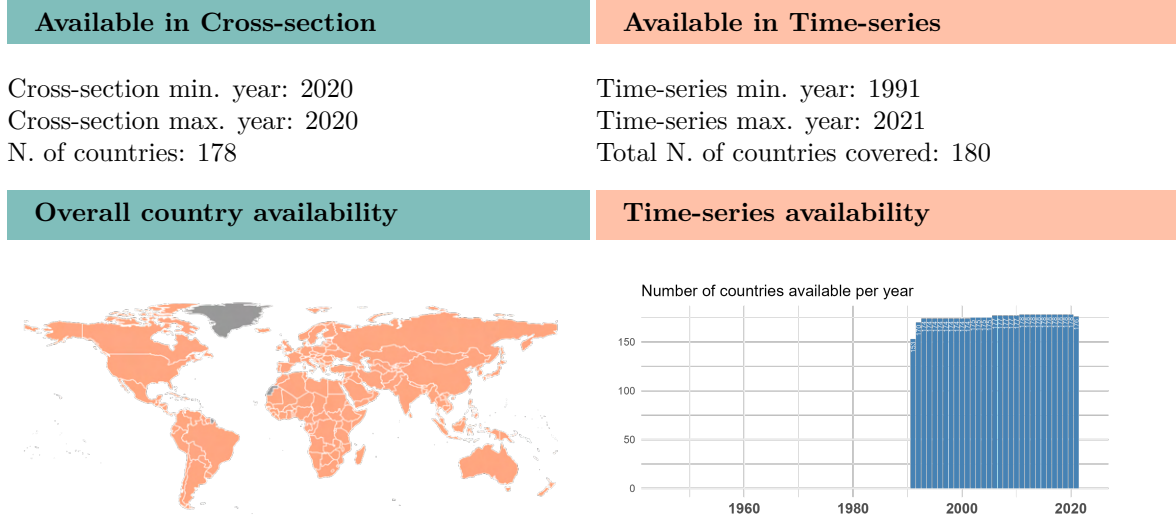 Available in Cross-section
Available in Time-series
Cross-section min. year: 2020
Cross-section max. year: 2020
N. of countries: 178
Time-series min. year: 1991
Time-series max. year: 2021
Total N. of countries covered: 180
Overall country availability
Time-series availability
Number of countries available per year
150
100
50
0
1960
1980
2000
2020